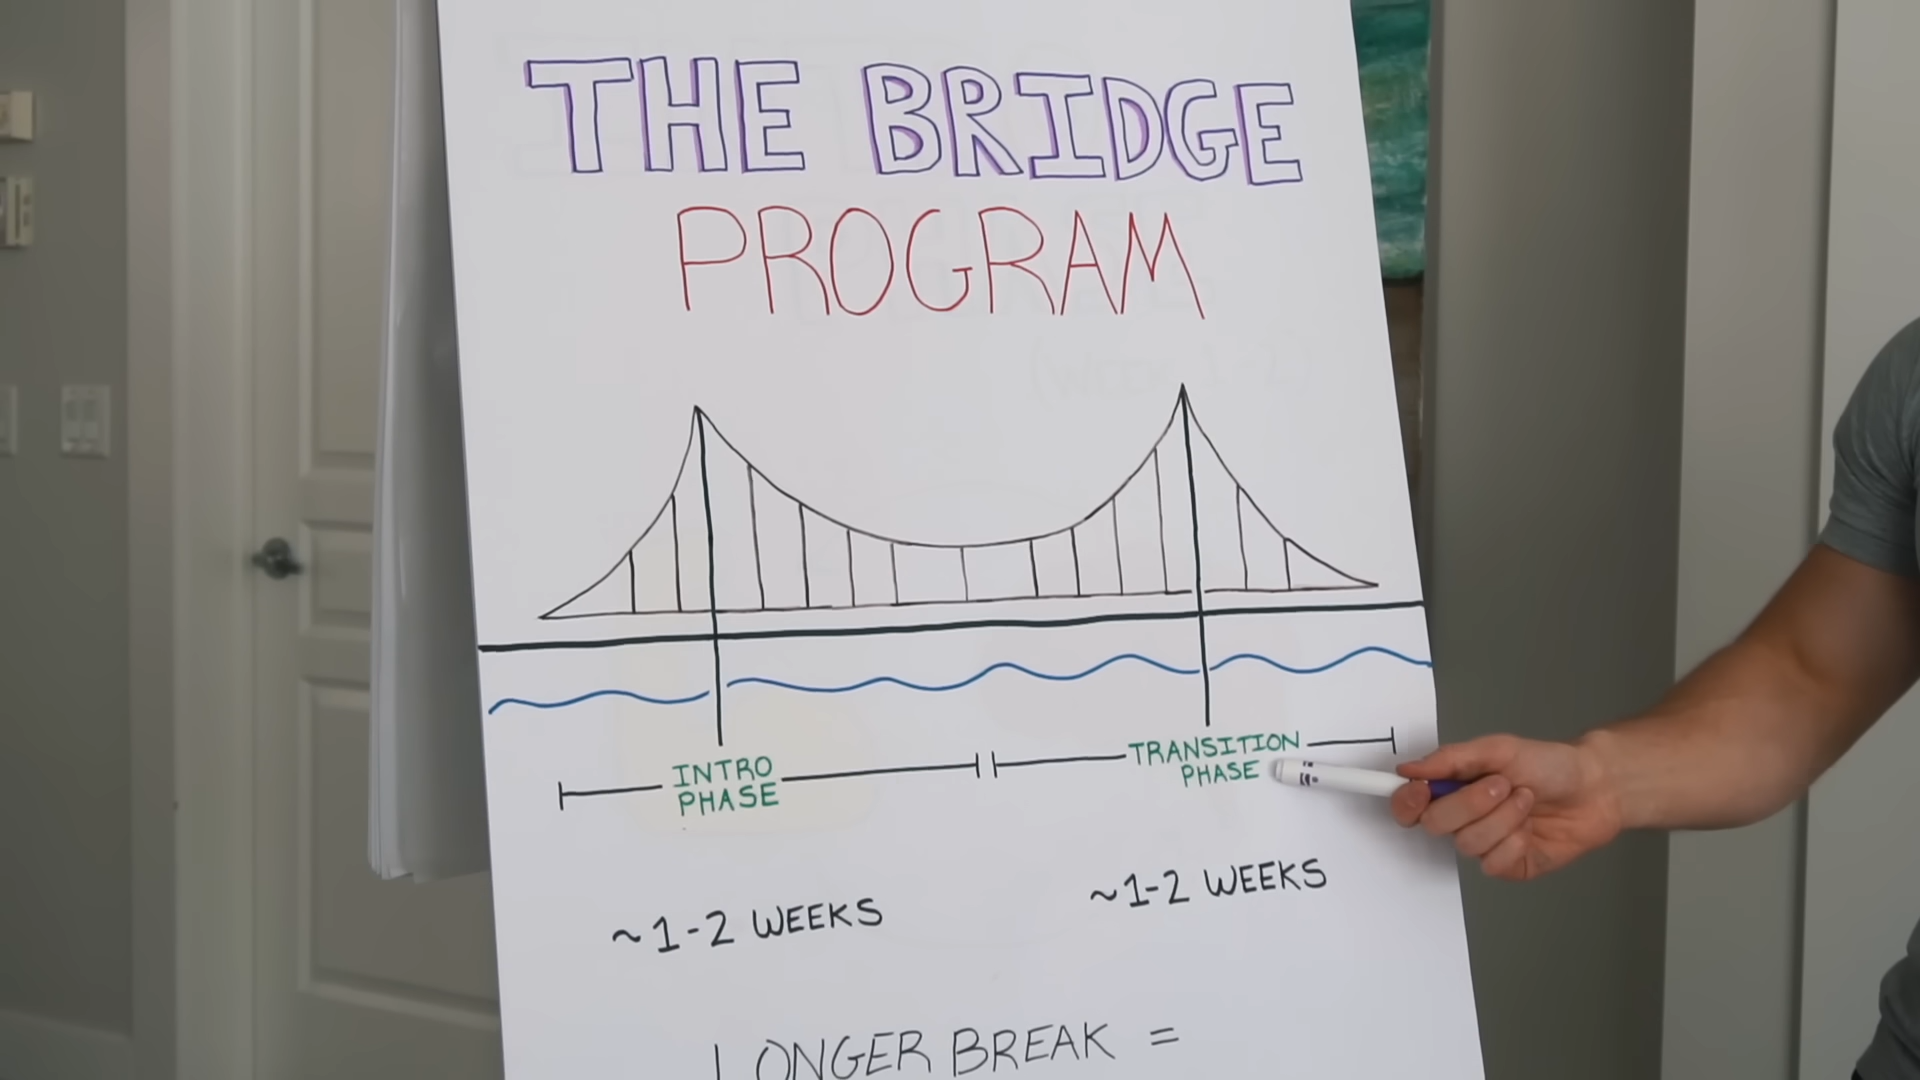 THE BRIDGE
PROGRAM
INTRO
PHASE
TRANSITION
PHASE
~1-2 WEEKS
~1-2 WEEKS
LONGER BREAK =